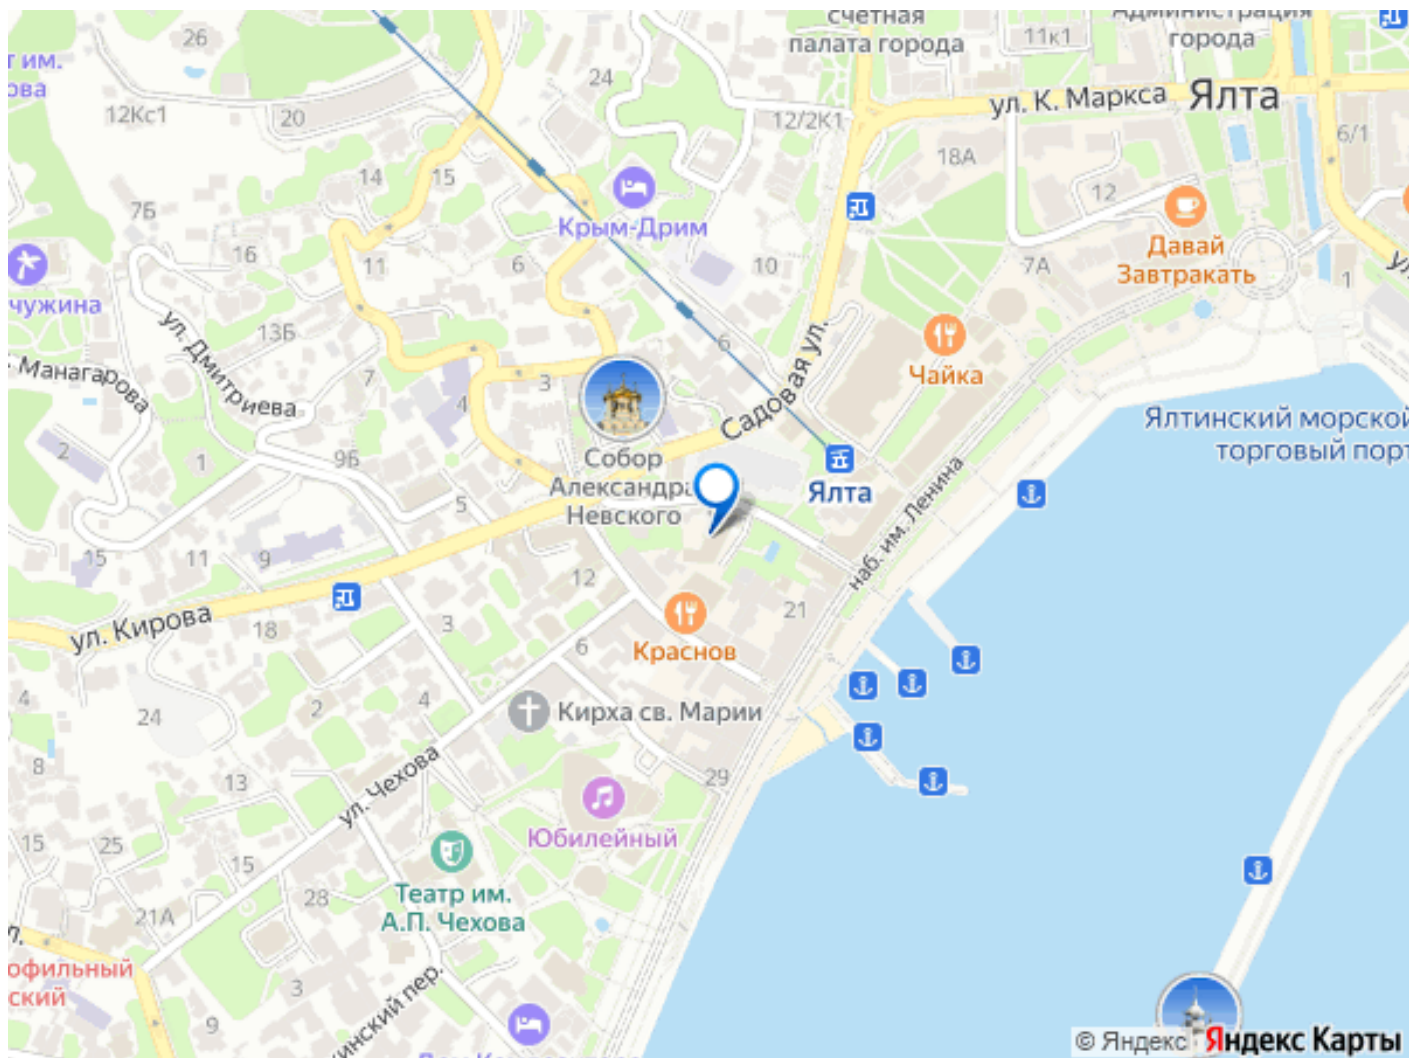 счётная
палата города
Администрация
города
11к1
26
т им.
ова
24
12Кс1
20
12/2К1
ул. К. Маркса
Ялта
6/1
18А
14
15
12
7Б
Крым-Дрим
16
11
6
10
7А
Давай
Завтракать
1
ул
чужина
13Б
ул. Дмитриева
6
Садовая ул.
Чайка
Манагарова
7
3
4
Ялтинский морской
торговый порт
2
1
9Б
Собор
Александра
Невского
Ялта
наб. им. Ленина
5
15
11
9
12
21
ул. Кирова
18
3
6
Краснов
4
24
2
4
Кирха св. Марии
8
13
ул. Чехова
29
Юбилейный
15
25
15
Театр им.
А.П. Чехова
28
21А
л.
офильный
ский
3
9
кинский пер.
© Яндекс Яндекс Карты